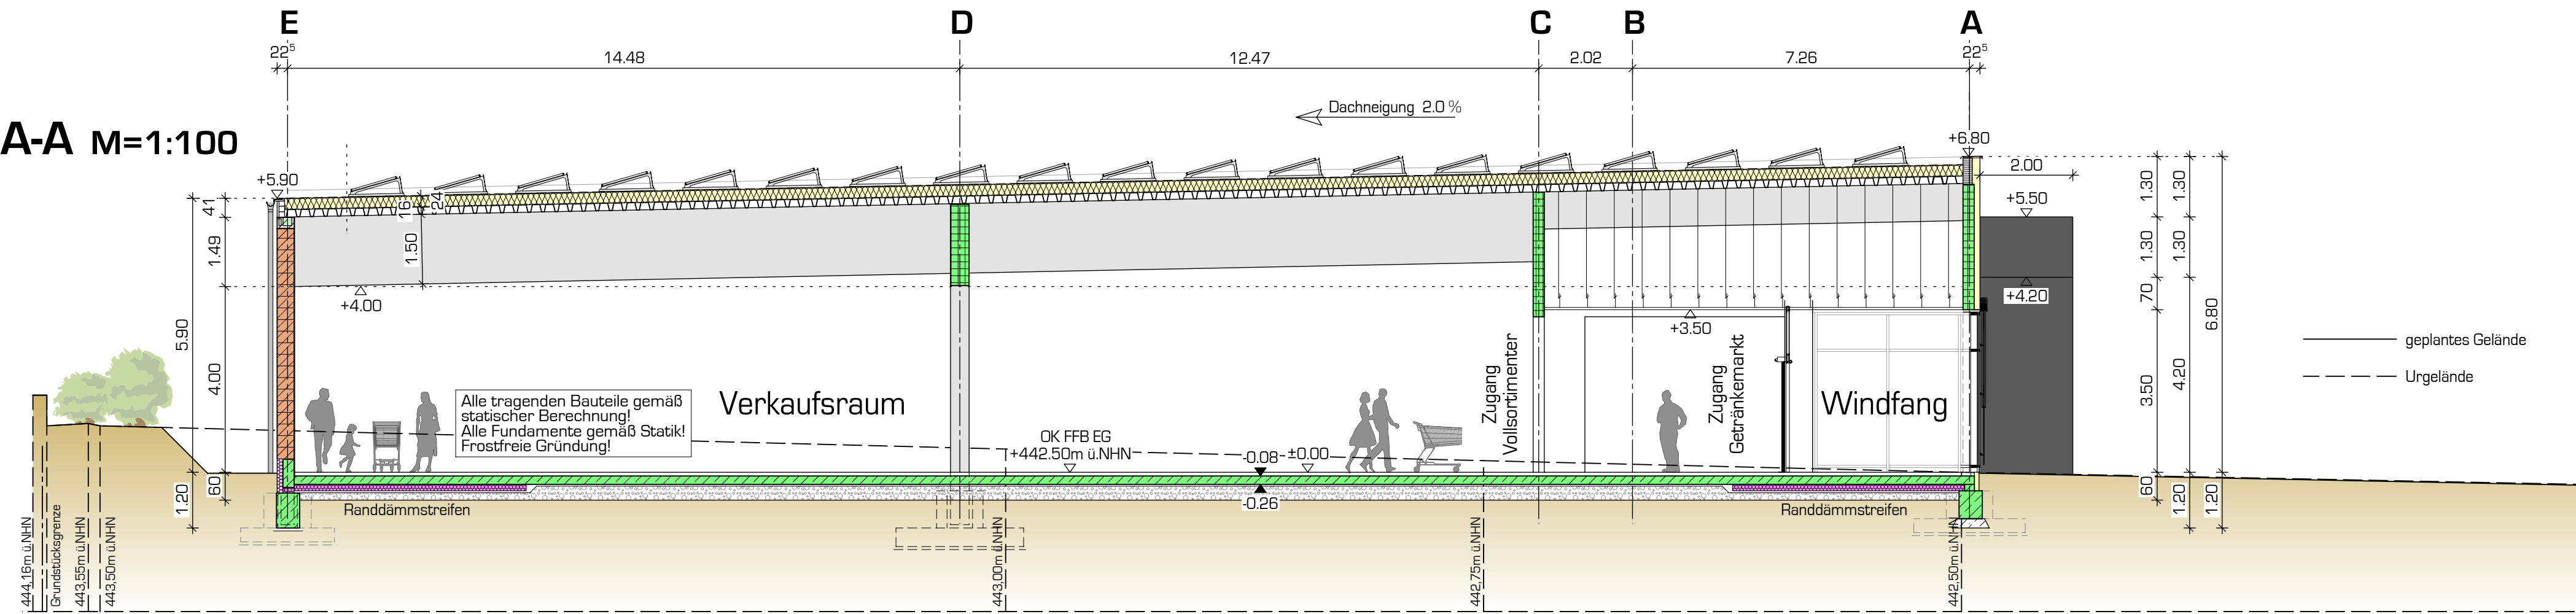 E D C B A
22⁵ 14.48 12.47 2.02 7.26 22⁵
Dachneigung 2.0 %
A-A M=1:100
+6.80
2.00
+5.90
+5.50
41
16
24
1.30
1.30
1.49
1.50
1.30
1.30
+4.00
+4.20
+3.50
70
5.90
4.00
3.50
4.20
6.80
geplantes Gelände
Urgelände
Alle tragenden Bauteile gemäß
statischer Berechnung!
Alle Fundamente gemäß Statik!
Frostfreie Gründung!
Verkaufsraum
Zugang
Vollsortimenter
Zugang
Getränkemarkt
Windfang
OK FFB EG
+442.50m ü.NHN
-0.08
±0.00
-0.26
1.20
60
60
1.20
1.20
Randdämmstreifen
Randdämmstreifen
444.16m ü.NHN
Grundstücksgrenze
443,55m ü.NHN
443,50m ü.NHN
443,00m ü.NHN
442,75m ü.NHN
442,50m ü.NHN